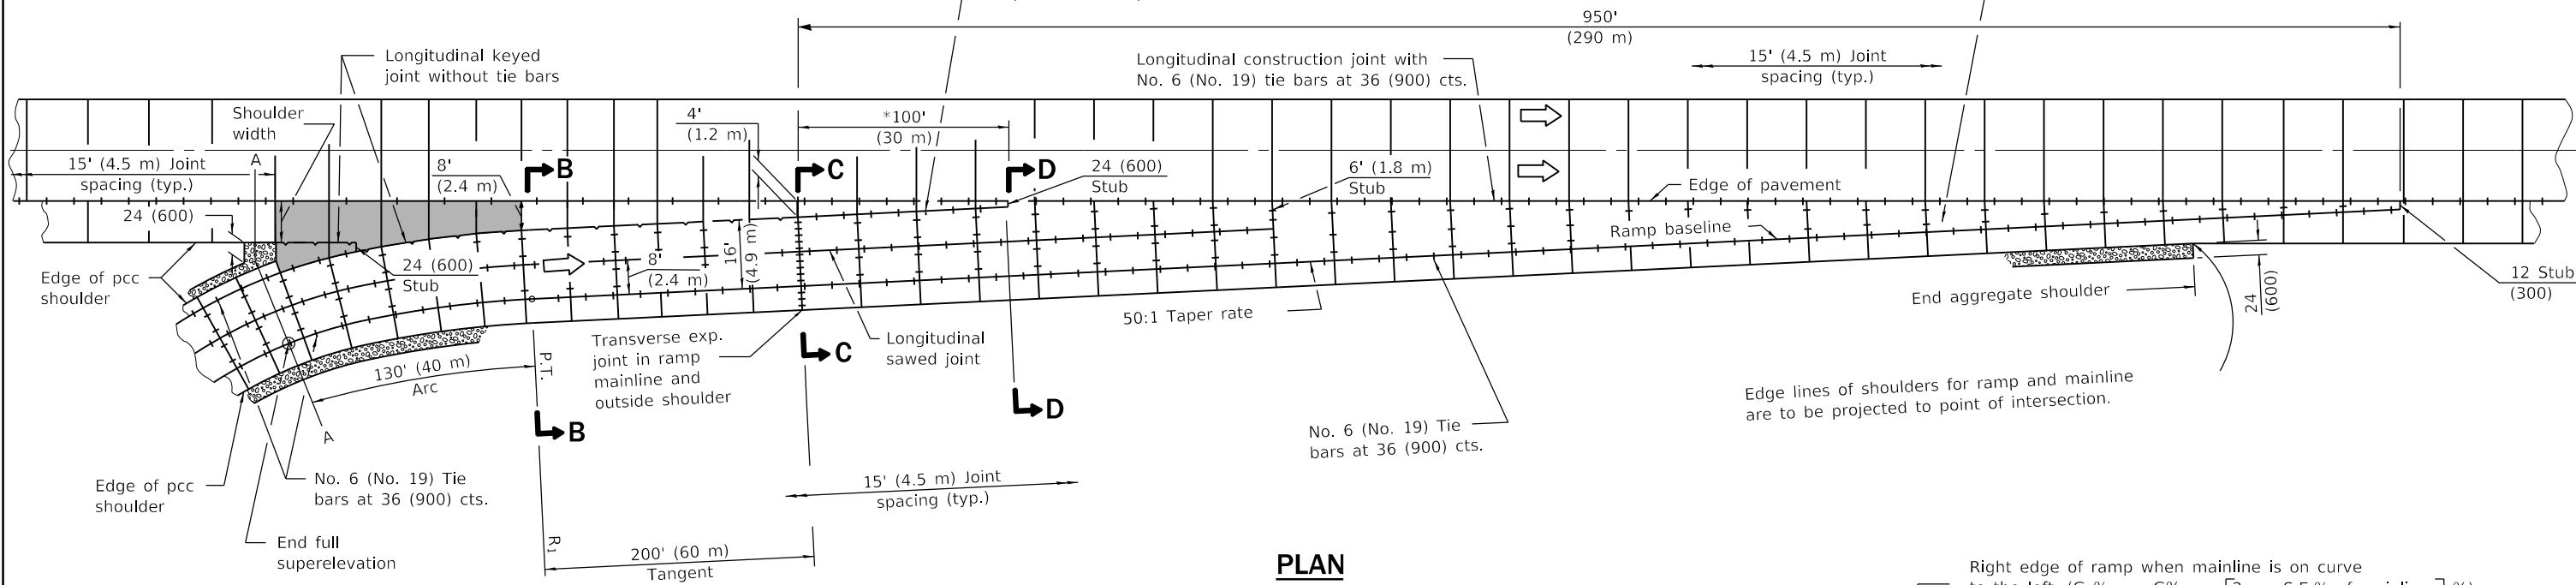 950'
(290 m)
Longitudinal keyed
joint without tie bars
Longitudinal construction joint with
No. 6 (No. 19) tie bars at 36 (900) cts.
15' (4.5 m) Joint
spacing (typ.)
Shoulder
width
4'
(1.2 m)
*100'
(30 m)
A
15' (4.5 m) Joint
spacing (typ.)
8'
(2.4 m)
B
C
D
24 (600)
Stub
6' (1.8 m)
Stub
Edge of pavement
24 (600)
Ramp baseline
16'
(4.9 m)
8'
(2.4 m)
24 (600)
Stub
Edge of pcc
shoulder
12 Stub
(300)
End aggregate shoulder
24
(600)
50:1 Taper rate
Transverse exp.
joint in ramp
mainline and
outside shoulder
Longitudinal
sawed joint
C
130' (40 m)
Arc
P.T.
Edge lines of shoulders for ramp and mainline
are to be projected to point of intersection.
D
B
A
No. 6 (No. 19) Tie
bars at 36 (900) cts.
No. 6 (No. 19) Tie
bars at 36 (900) cts.
Edge of pcc
shoulder
15' (4.5 m) Joint
spacing (typ.)
End full
superelevation
R1
200' (60 m)
Tangent
PLAN
Right edge of ramp when mainline is on curve